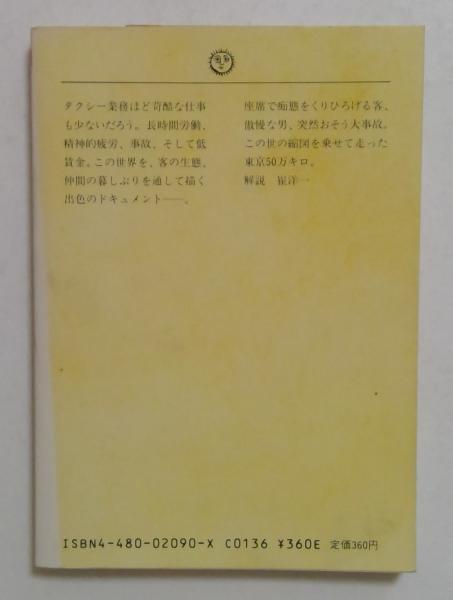 タクシー業務ほど苛酷な仕事
も少ないだろう。長時間労働、
精神的疲労、事故、そして低
賃金。この世界を、客の生態、
仲間の暮しぶりを通して描く
出色のドキュメント──。
座席で痴態をくりひろげる客、
傲慢な男、突然おそう大事故。
この世の縮図を乗せて走った
東京50万キロ。
解説　崔洋一
ISBN4-480-02090-X C0136 ¥360E 定価360円